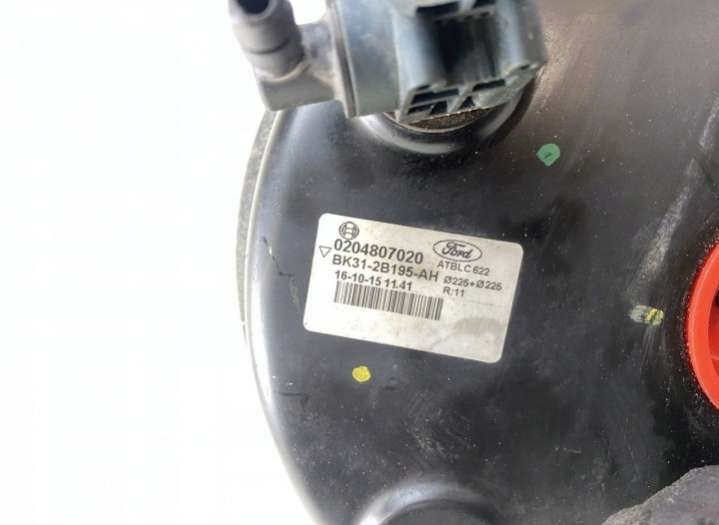 0204807020
BK31-2B195-AH
16-10-15 11.41
Ford
ATBLC 622
Ø225+Ø225
R:11